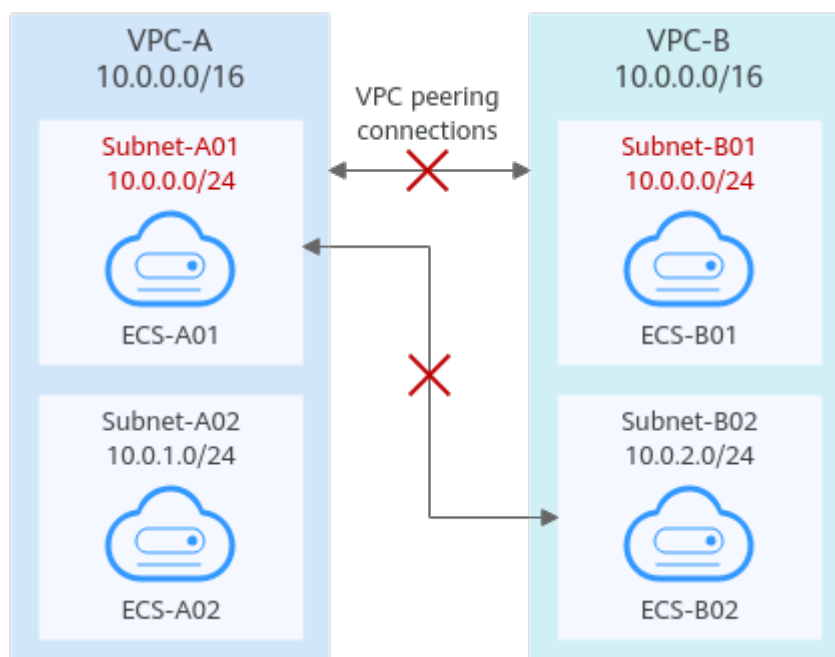 VPC-A
10.0.0.0/16
VPC-B
10.0.0.0/16
VPC peering
connections
Subnet-A01
10.0.0.0/24
ECS-A01
Subnet-B01
10.0.0.0/24
ECS-B01
Subnet-A02
10.0.1.0/24
ECS-A02
Subnet-B02
10.0.2.0/24
ECS-B02